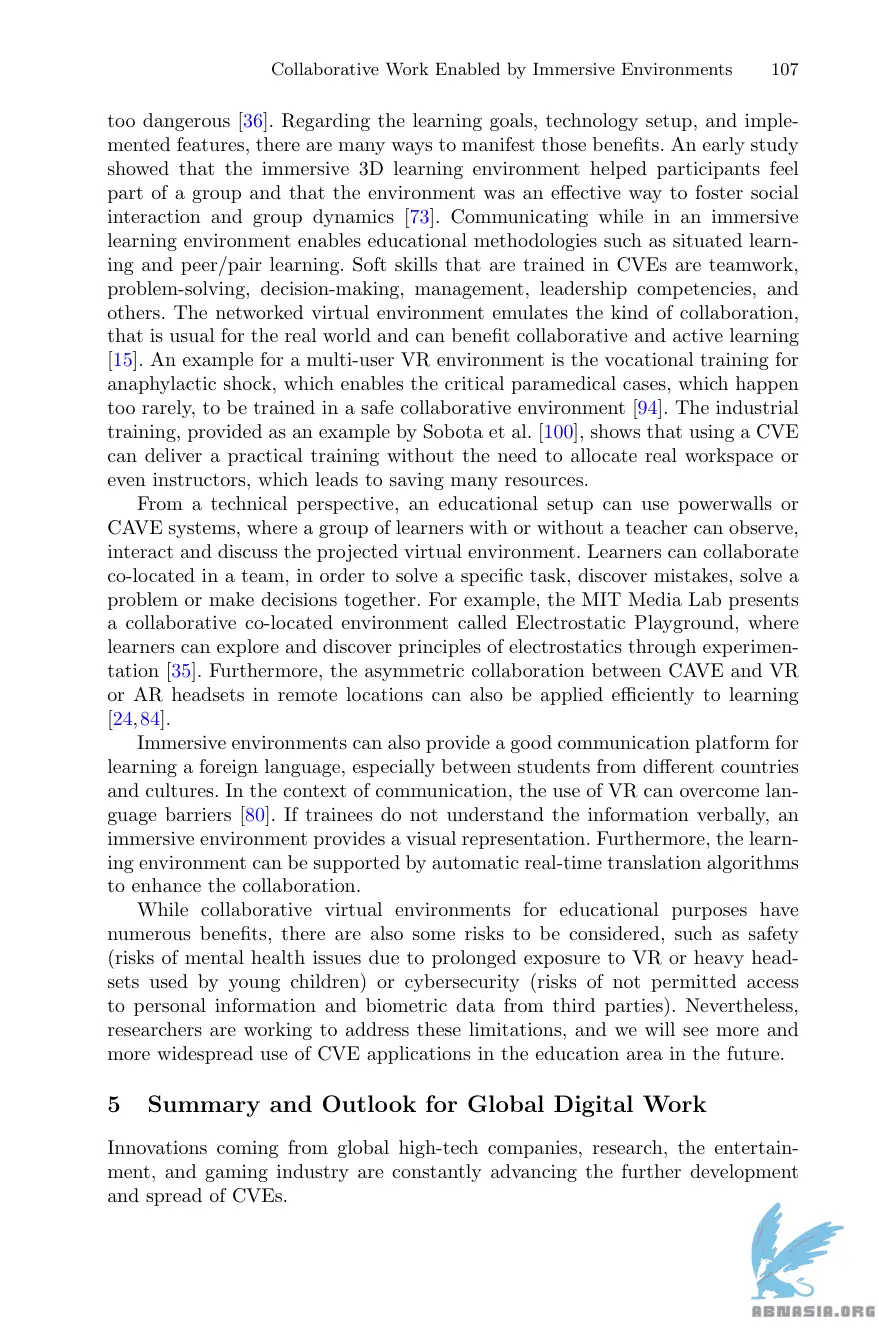 Collaborative Work Enabled by Immersive Environments 107
too dangerous [36]. Regarding the learning goals, technology setup, and imple-
mented features, there are many ways to manifest those benefits. An early study
showed that the immersive 3D learning environment helped participants feel
part of a group and that the environment was an effective way to foster social
interaction and group dynamics [73]. Communicating while in an immersive
learning environment enables educational methodologies such as situated learn-
ing and peer/pair learning. Soft skills that are trained in CVEs are teamwork,
problem-solving, decision-making, management, leadership competencies, and
others. The networked virtual environment emulates the kind of collaboration,
that is usual for the real world and can benefit collaborative and active learning
[15]. An example for a multi-user VR environment is the vocational training for
anaphylactic shock, which enables the critical paramedical cases, which happen
too rarely, to be trained in a safe collaborative environment [94]. The industrial
training, provided as an example by Sobota et al. [100], shows that using a CVE
can deliver a practical training without the need to allocate real workspace or
even instructors, which leads to saving many resources.
From a technical perspective, an educational setup can use powerwalls or
CAVE systems, where a group of learners with or without a teacher can observe,
interact and discuss the projected virtual environment. Learners can collaborate
co-located in a team, in order to solve a specific task, discover mistakes, solve a
problem or make decisions together. For example, the MIT Media Lab presents
a collaborative co-located environment called Electrostatic Playground, where
learners can explore and discover principles of electrostatics through experimen-
tation [35]. Furthermore, the asymmetric collaboration between CAVE and VR
or AR headsets in remote locations can also be applied efficiently to learning
[24,84].
Immersive environments can also provide a good communication platform for
learning a foreign language, especially between students from different countries
and cultures. In the context of communication, the use of VR can overcome lan-
guage barriers [80]. If trainees do not understand the information verbally, an
immersive environment provides a visual representation. Furthermore, the learn-
ing environment can be supported by automatic real-time translation algorithms
to enhance the collaboration.
While collaborative virtual environments for educational purposes have
numerous benefits, there are also some risks to be considered, such as safety
(risks of mental health issues due to prolonged exposure to VR or heavy head-
sets used by young children) or cybersecurity (risks of not permitted access
to personal information and biometric data from third parties). Nevertheless,
researchers are working to address these limitations, and we will see more and
more widespread use of CVE applications in the education area in the future.
5 Summary and Outlook for Global Digital Work
Innovations coming from global high-tech companies, research, the entertain-
ment, and gaming industry are constantly advancing the further development
and spread of CVEs.
ABNASIA.ORG